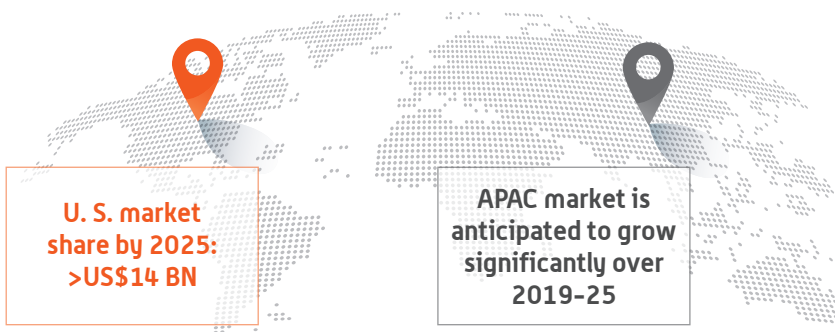 U. S. market
share by 2025:
>US$14 BN
APAC market is
anticipated to grow
significantly over
2019-25